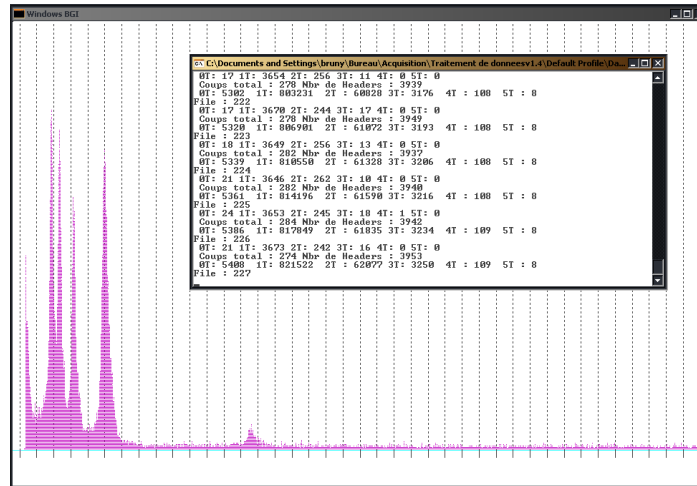 Windows BGI
C:\Documents and Settings\bruny\Bureau\Acquisition\Traitement de donneesv1.4\Default Profile\Da...
0T: 17 1T: 3654 2T: 256 3T: 11 4T: 0 5T: 0
Coups total : 278 Nbr de Headers : 3939
0T: 5302 1T: 803231 2T : 60828 3T: 3176 4T : 108 5T : 8
File : 222
0T: 17 1T: 3670 2T: 244 3T: 17 4T: 0 5T: 0
Coups total : 278 Nbr de Headers : 3949
0T: 5320 1T: 806901 2T : 61072 3T: 3193 4T : 108 5T : 8
File : 223
0T: 18 1T: 3649 2T: 256 3T: 13 4T: 0 5T: 0
Coups total : 282 Nbr de Headers : 3937
0T: 5339 1T: 810550 2T : 61328 3T: 3206 4T : 108 5T : 8
File : 224
0T: 21 1T: 3646 2T: 262 3T: 10 4T: 0 5T: 0
Coups total : 282 Nbr de Headers : 3940
0T: 5361 1T: 814196 2T : 61590 3T: 3216 4T : 108 5T : 8
File : 225
0T: 24 1T: 3653 2T: 245 3T: 18 4T: 1 5T: 0
Coups total : 284 Nbr de Headers : 3942
0T: 5386 1T: 817849 2T : 61835 3T: 3234 4T : 109 5T : 8
File : 226
0T: 21 1T: 3673 2T: 242 3T: 16 4T: 0 5T: 0
Coups total : 274 Nbr de Headers : 3953
0T: 5408 1T: 821522 2T : 62077 3T: 3250 4T : 109 5T : 8
File : 227